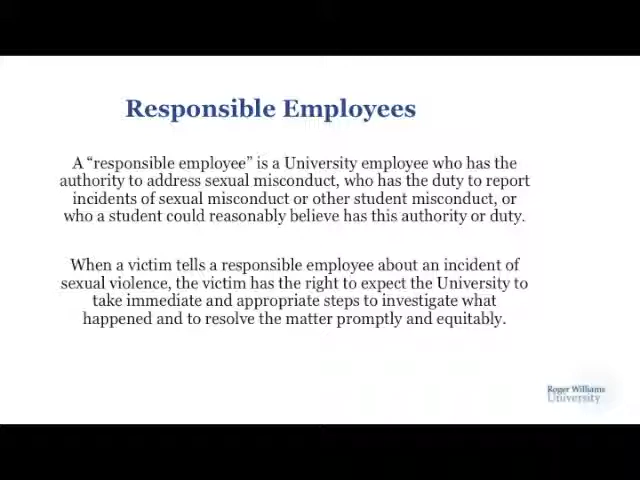 Responsible Employees
A “responsible employee” is a University employee who has the
authority to address sexual misconduct, who has the duty to report
incidents of sexual misconduct or other student misconduct, or
who a student could reasonably believe has this authority or duty.
When a victim tells a responsible employee about an incident of
sexual violence, the victim has the right to expect the University to
take immediate and appropriate steps to investigate what
happened and to resolve the matter promptly and equitably.
Roger Williams
University